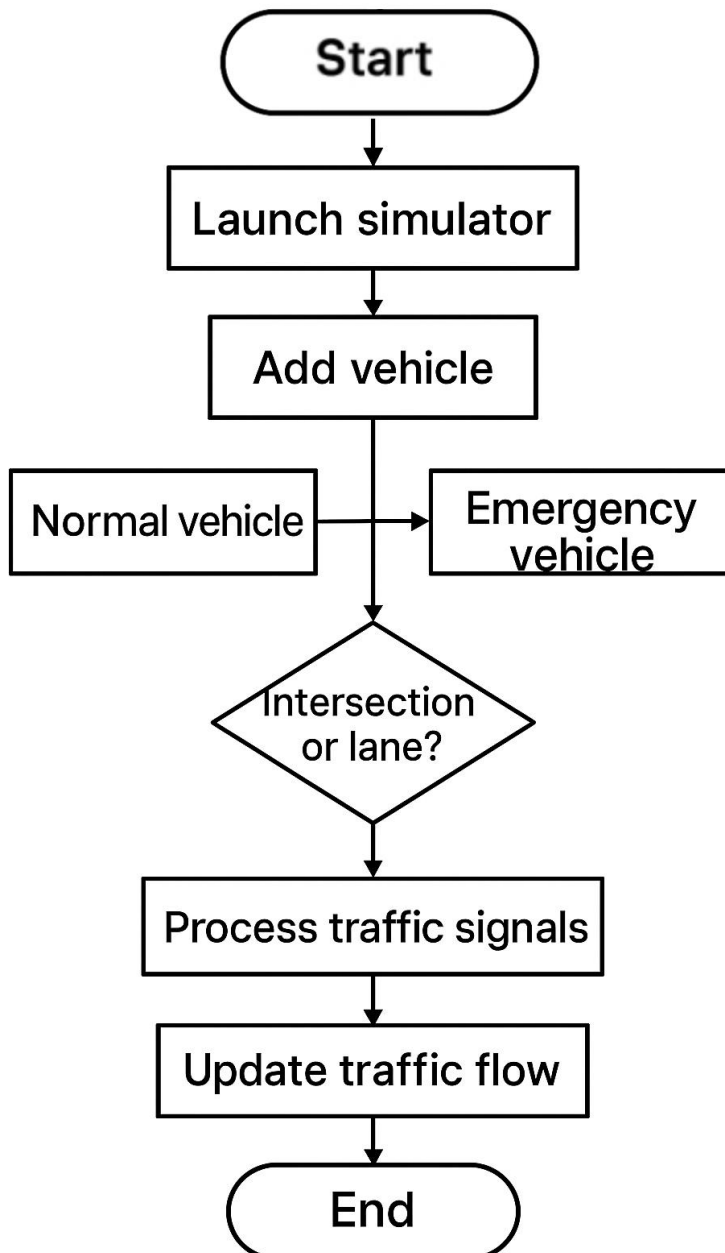 Start
Launch simulator
Add vehicle
Normal vehicle
Emergency
vehicle
Intersection
or lane?
Process traffic signals
Update traffic flow
End